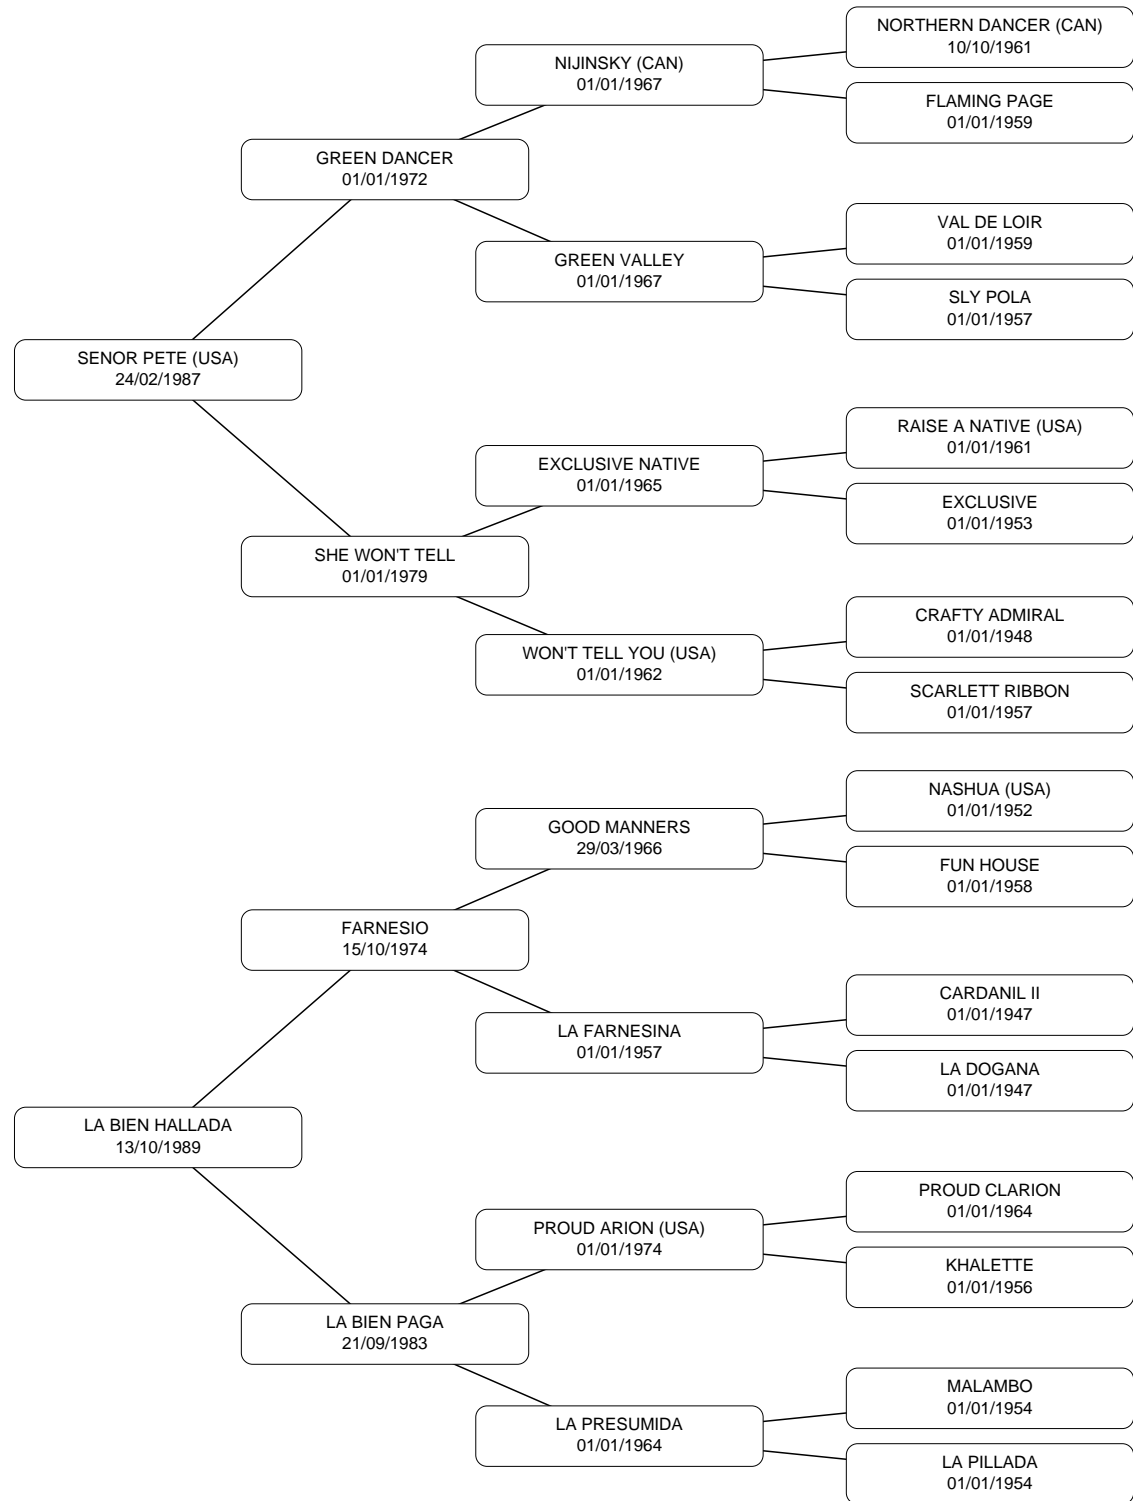 NORTHERN DANCER (CAN)
10/10/1961
NIJINSKY (CAN)
01/01/1967
FLAMING PAGE
01/01/1959
GREEN DANCER
01/01/1972
VAL DE LOIR
01/01/1959
GREEN VALLEY
01/01/1967
SLY POLA
01/01/1957
SENOR PETE (USA)
24/02/1987
RAISE A NATIVE (USA)
01/01/1961
EXCLUSIVE NATIVE
01/01/1965
EXCLUSIVE
01/01/1953
SHE WON'T TELL
01/01/1979
CRAFTY ADMIRAL
01/01/1948
WON'T TELL YOU (USA)
01/01/1962
SCARLETT RIBBON
01/01/1957
NASHUA (USA)
01/01/1952
GOOD MANNERS
29/03/1966
FUN HOUSE
01/01/1958
FARNESIO
15/10/1974
CARDANIL II
01/01/1947
LA FARNESINA
01/01/1957
LA DOGANA
01/01/1947
LA BIEN HALLADA
13/10/1989
PROUD CLARION
01/01/1964
PROUD ARION (USA)
01/01/1974
KHALETTE
01/01/1956
LA BIEN PAGA
21/09/1983
MALAMBO
01/01/1954
LA PRESUMIDA
01/01/1964
LA PILLADA
01/01/1954